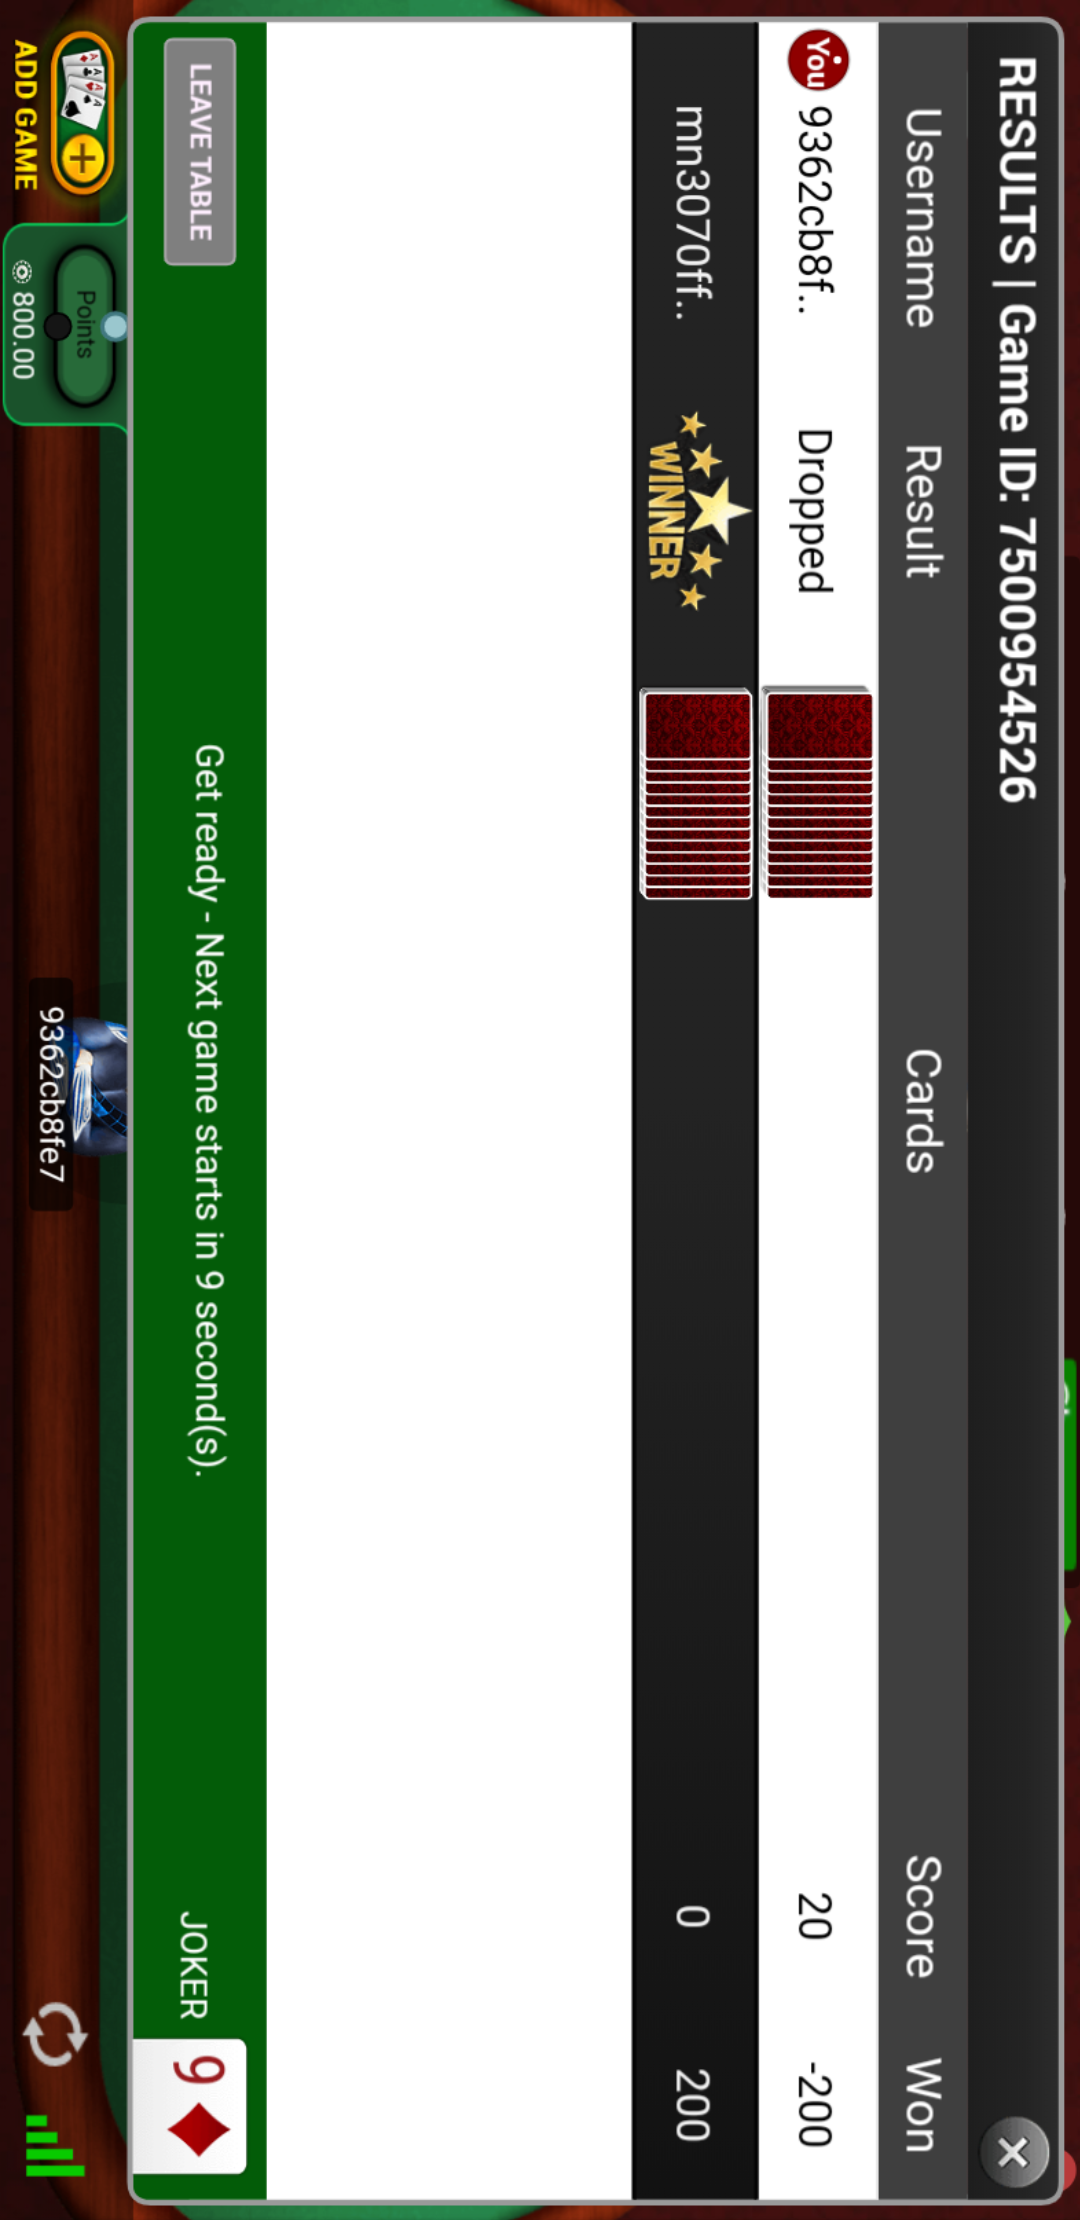 RESULTS | Game ID: 7500954526
Username Result Cards Score Won
You 9362cb8f.. Dropped 20 -200
mn3070ff.. WINNER 0 200
LEAVE TABLE Get ready - Next game starts in 9 second(s). JOKER 9
ADD GAME
Points
800.00
9362cb8fe7